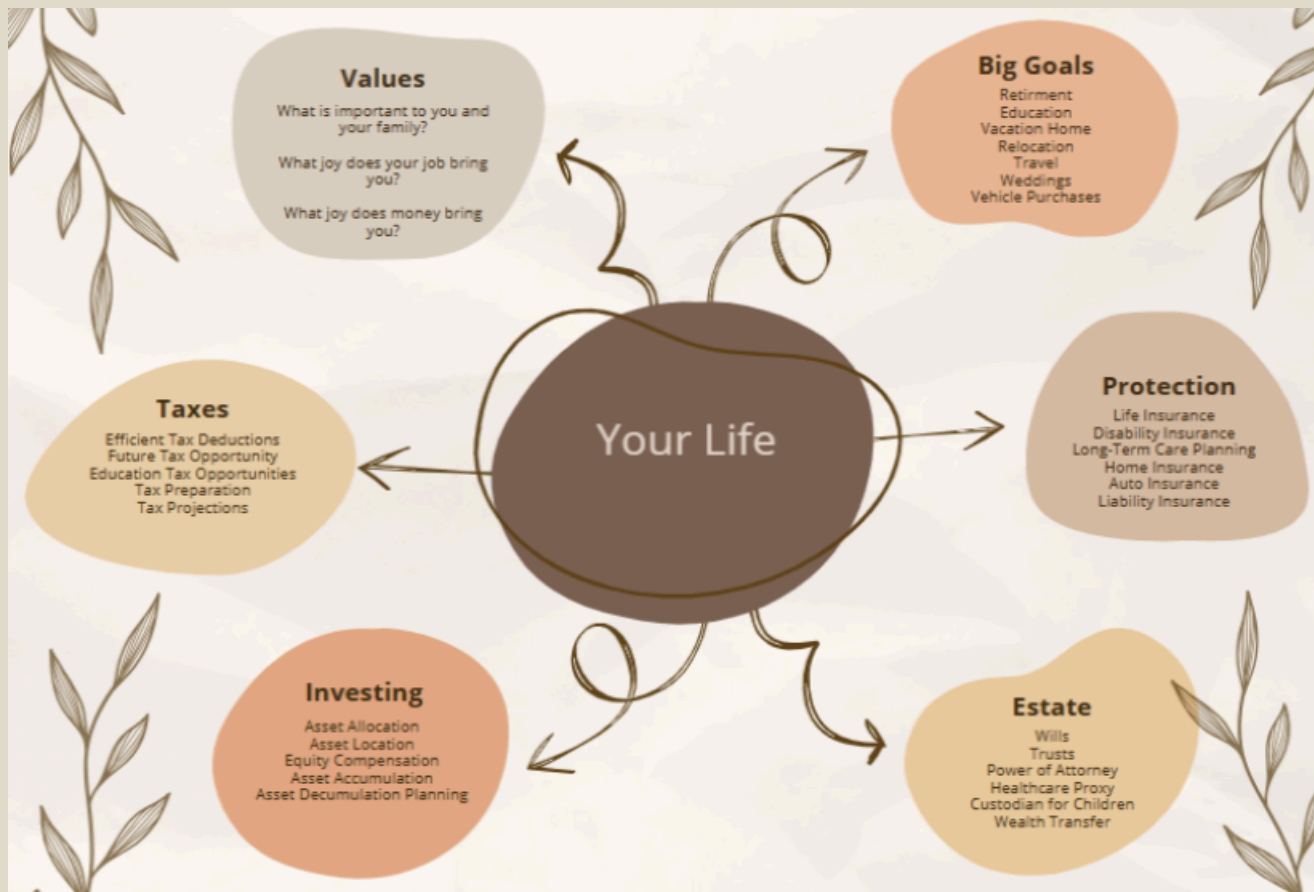 Values
What is important to you and
your family?
What joy does your job bring
you?
What joy does money bring
you?
Big Goals
Retirment
Education
Vacation Home
Relocation
Travel
Weddings
Vehicle Purchases
Taxes
Efficient Tax Deductions
Future Tax Opportunity
Education Tax Opportunities
Tax Preparation
Tax Projections
Your Life
Protection
Life Insurance
Disability Insurance
Long-Term Care Planning
Home Insurance
Auto Insurance
Liability Insurance
Investing
Asset Allocation
Asset Location
Equity Compensation
Asset Accumulation
Asset Decumulation Planning
Estate
Wills
Trusts
Power of Attorney
Healthcare Proxy
Custodian for Children
Wealth Transfer